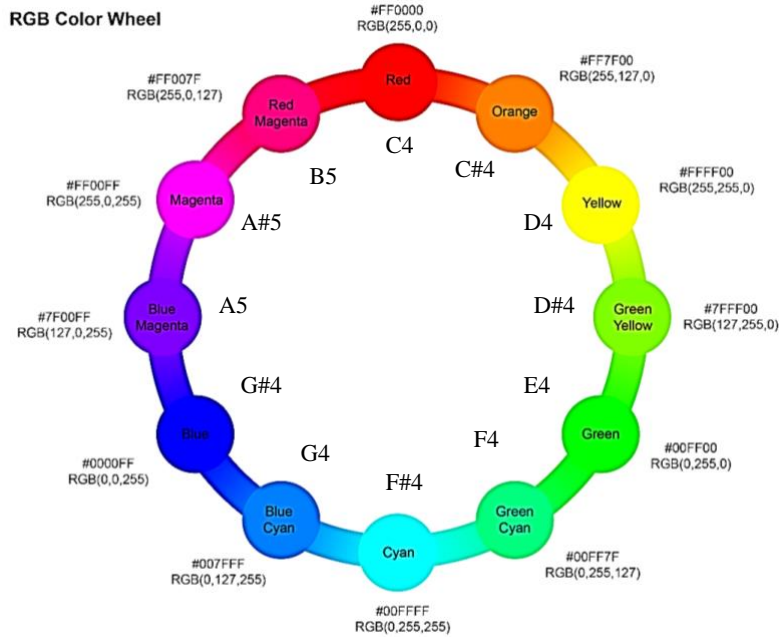 RGB Color Wheel
#FF0000
RGB(255,0,0)
Red
C4
#FF7F00
RGB(255,127,0)
Orange
C#4
#FFFF00
RGB(255,255,0)
Yellow
D4
#7FFF00
RGB(127,255,0)
Green
Yellow
D#4
#00FF00
RGB(0,255,0)
Green
E4
#00FF7F
RGB(0,255,127)
Green
Cyan
F4
#00FFFF
RGB(0,255,255)
Cyan
F#4
#007FFF
RGB(0,127,255)
Blue
Cyan
G4
#0000FF
RGB(0,0,255)
Blue
G#4
#7F00FF
RGB(127,0,255)
Blue
Magenta
A5
#FF00FF
RGB(255,0,255)
Magenta
A#5
#FF007F
RGB(255,0,127)
Red
Magenta
B5